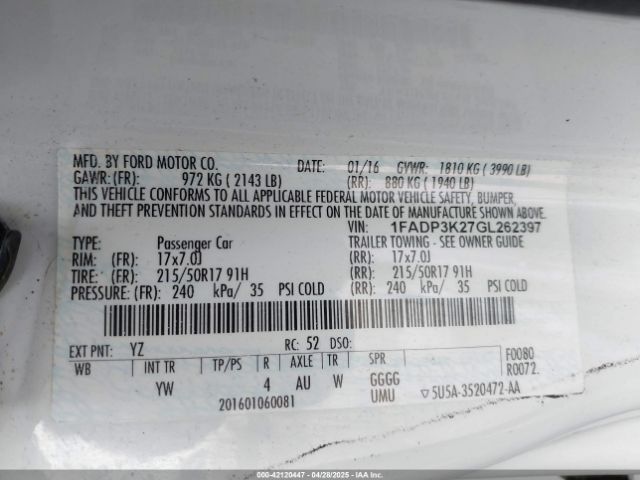 MFD. BY FORD MOTOR CO. DATE: 01/16 GVWR: 1810 KG ( 3990 LB)
GAWR: (FR): 972 KG ( 2143 LB) (RR): 880 KG ( 1940 LB)
THIS VEHICLE CONFORMS TO ALL APPLICABLE FEDERAL MOTOR VEHICLE SAFETY, BUMPER,
AND THEFT PREVENTION STANDARDS IN EFFECT ON THE DATE OF MANUFACTURE SHOWN ABOVE.
VIN: 1FADP3K27GL262397
TYPE: Passenger Car TRAILER TOWING - SEE OWNER GUIDE
RIM: (FR): 17x7.0J (RR): 17x7.0J
TIRE: (FR): 215/50R17 91H (RR): 215/50R17 91H
PRESSURE: (FR): 240 kPa/ 35 PSI COLD (RR): 240 kPa/ 35 PSI COLD
EXT PNT: YZ RC: 52 DSO:
WB INT TR TP/PS R AXLE TR SPR F0080
YW 4 AU W GGGG R0072.
201601060081 UMU ▽5U5A-3520472-AA
000-42120447 - 04/28/2025 - IAAI.com